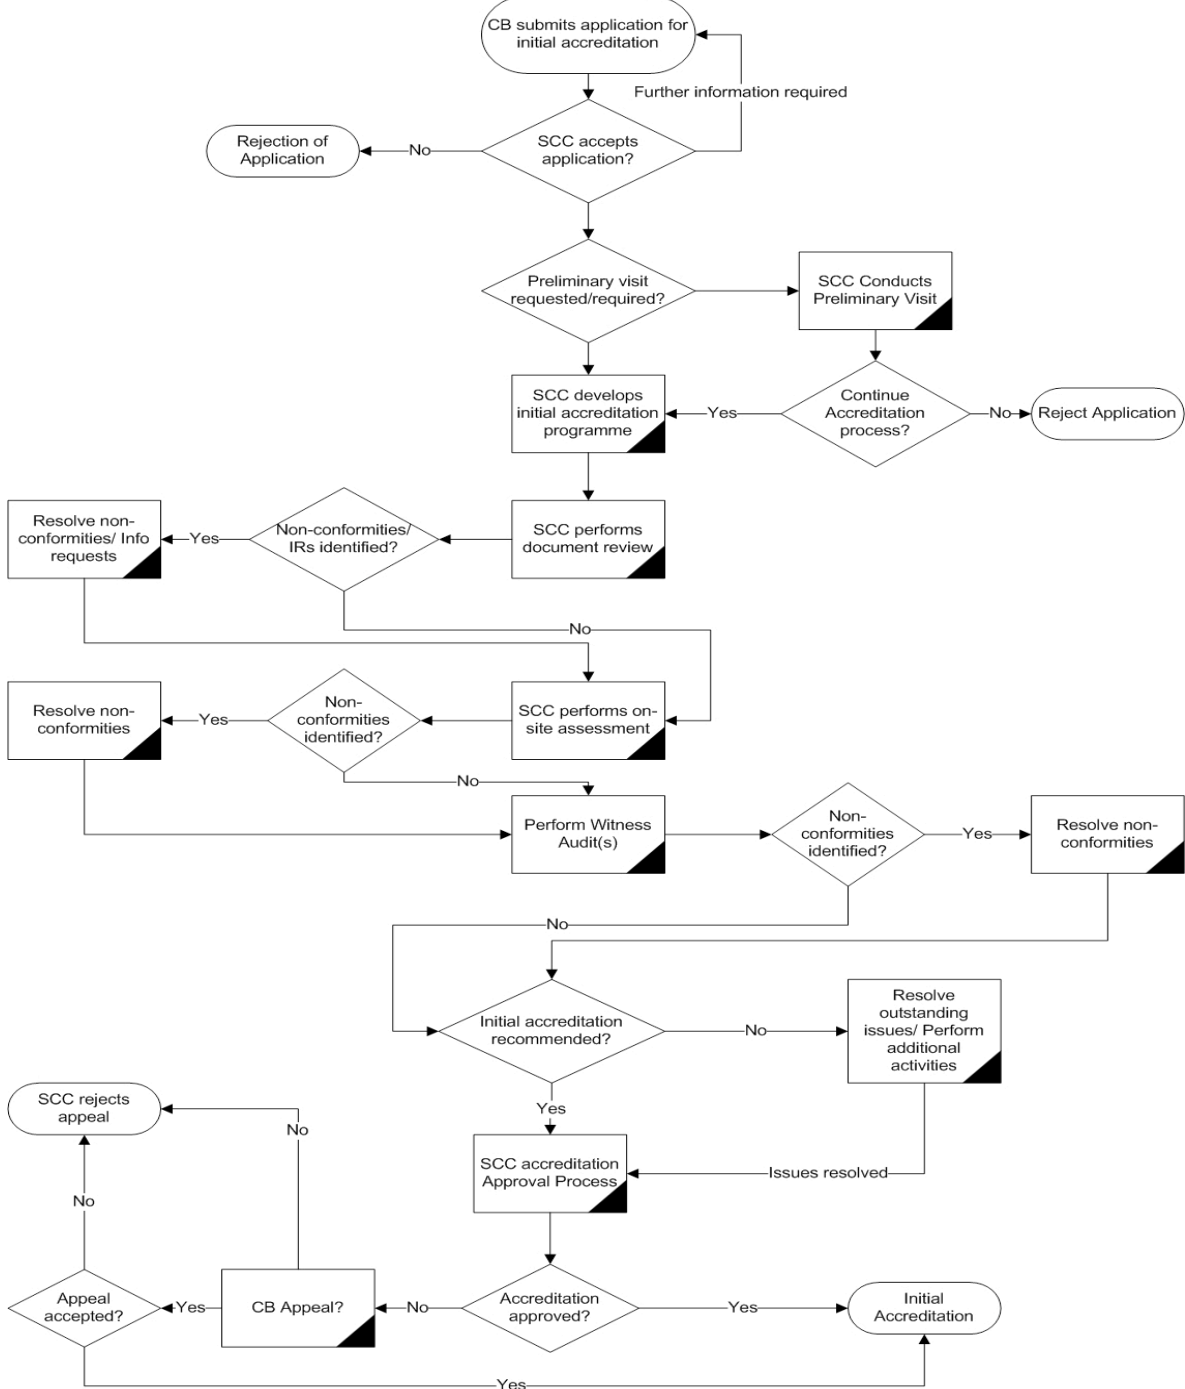 CB submits application for
initial accreditation
Further information required
SCC accepts
application?
No
Rejection of
Application
Preliminary visit
requested/required?
SCC Conducts
Preliminary Visit
SCC develops
initial accreditation
programme
Yes
Continue
Accreditation
process?
No
Reject Application
Resolve non-
conformities/ Info
requests
Yes
Non-conformities/
IRs identified?
SCC performs
document review
No
Resolve non-
conformities
Yes
Non-
conformities
identified?
SCC performs on-
site assessment
No
Perform Witness
Audit(s)
Non-
conformities
identified?
Yes
Resolve non-
conformities
No
Initial accreditation
recommended?
No
Resolve
outstanding
issues/ Perform
additional
activities
Yes
SCC rejects
appeal
No
SCC accreditation
Approval Process
Issues resolved
No
Appeal
accepted?
Yes
CB Appeal?
No
Accreditation
approved?
Yes
Initial
Accreditation
Yes